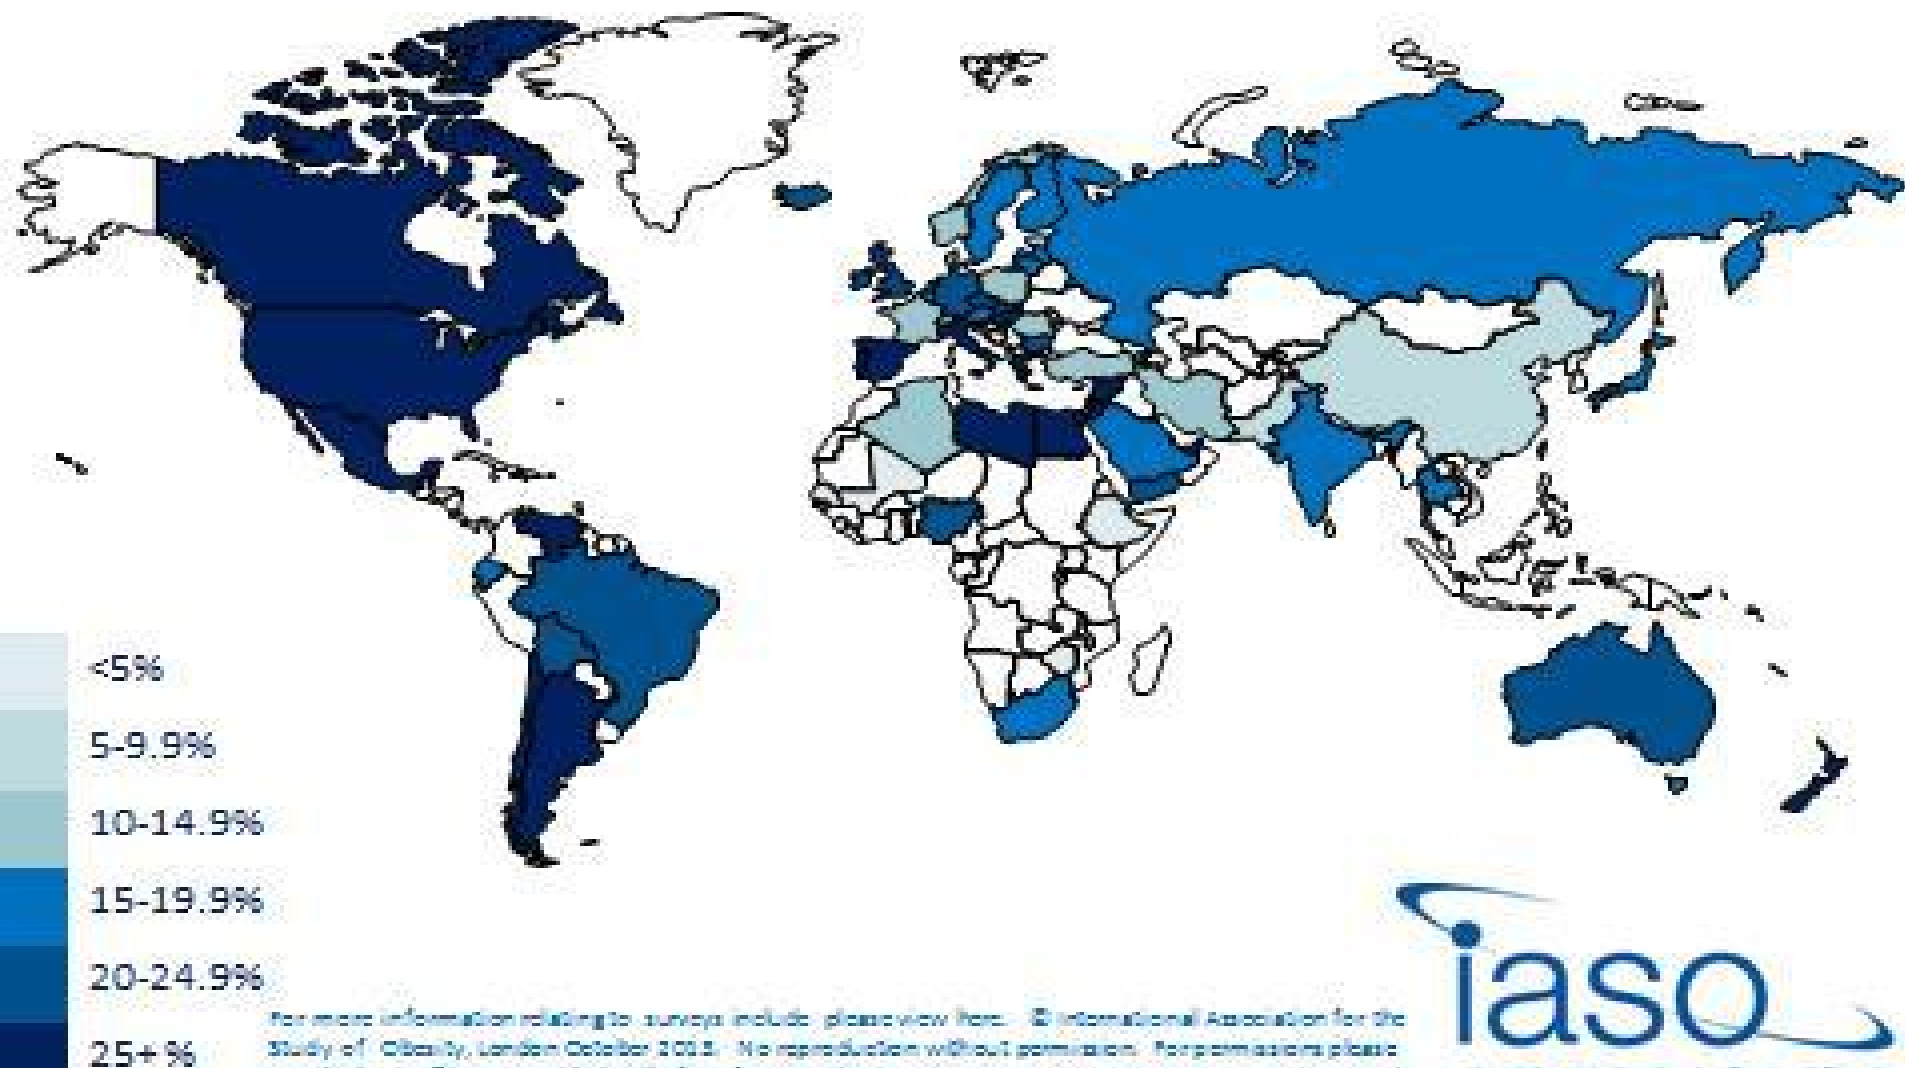 <5%
5-9.9%
10-14.9%
15-19.9%
20-24.9%
25+%
iaso
For more information relating to surveys include please view here. © International Association for the
Study of Obesity, London October 2013. No reproduction without permission. For permissions please